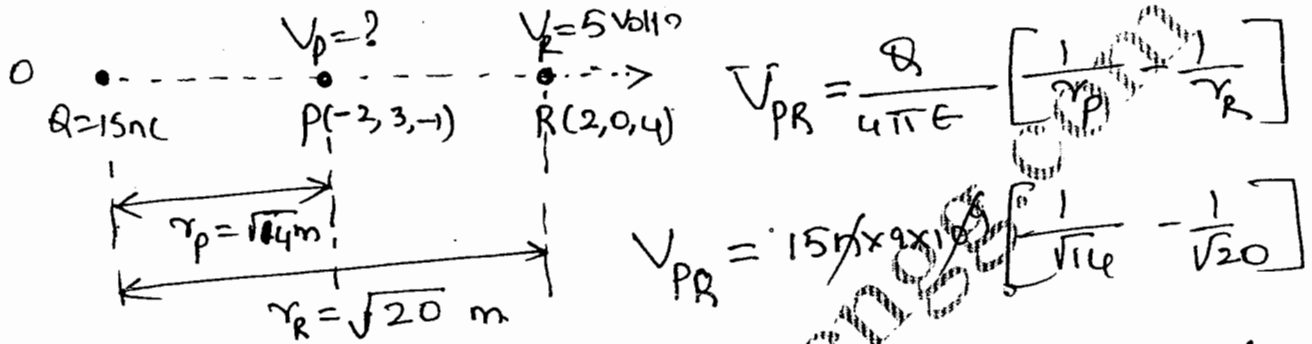 V_P = ?
V_R = 5 Volts
O
Q = 15nC
P(-2, 3, -1)
R(2, 0, 4)
V_PR = Q / 4πε [ 1/r_P - 1/r_R ]
r_P = √14 m
V_PR = 15n × 9 × 10^9 [ 1/√14 - 1/√20 ]
r_R = √20 m